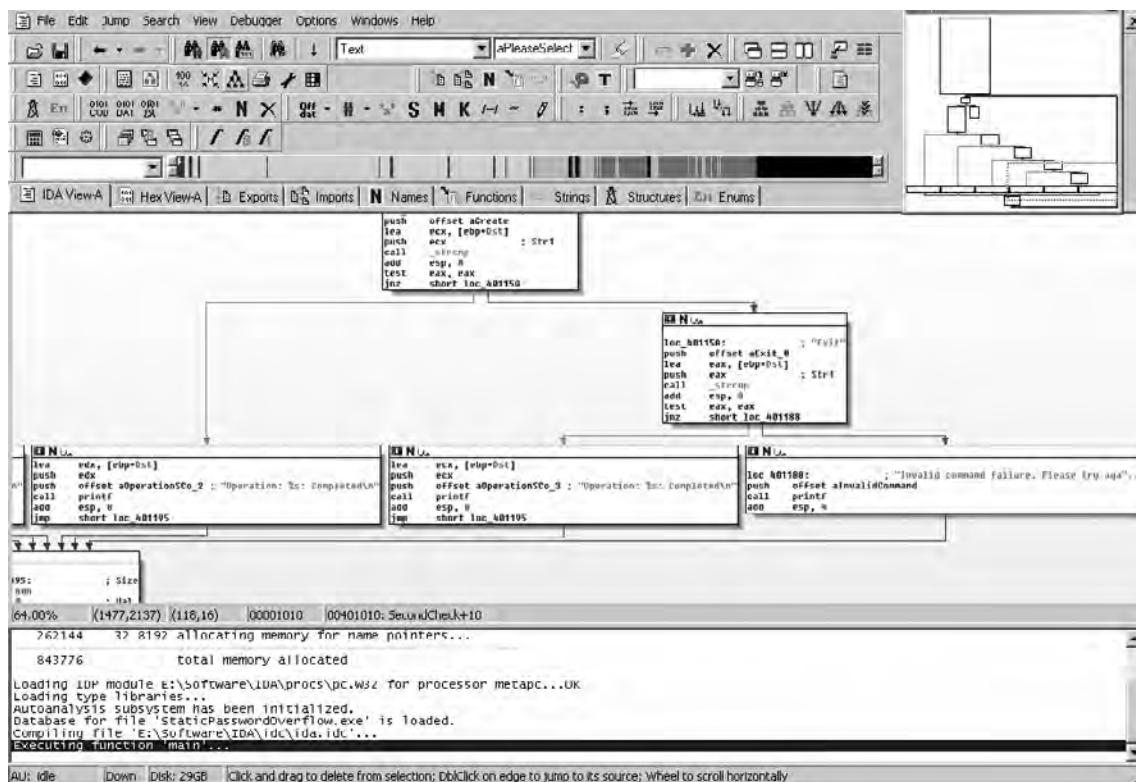 File Edit Jump Search View Debugger Options Windows Help
Text aPleaseSelect
N T
En S M K
IDA View-A Hex View-A Exports Imports N Names Functions Strings Structures En Enums
push offset aCreate
lea ecx, [ebp+Dst]
push ecx ; Str1
call _strcmp
add esp, 8
test eax, eax
jnz short loc_401150
loc_40115A: ; "Exit"
push offset aExit_0
lea eax, [ebp+Dst]
push eax ; Str1
call _strcmp
add esp, 8
test eax, eax
jnz short loc_401188
lea edx, [ebp+Dst]
push edx
push offset aOperationSCo_2 ; "Operation: %s: Completed\n"
call printf
add esp, 8
jmp short loc_401195
lea ecx, [ebp+Dst]
push ecx
push offset aOperationSCo_3 ; "Operation: %s: Completed\n"
call printf
add esp, 8
jmp short loc_401195
loc_401188: ; "Invalid command failure. Please try aga"...
push offset aInvalidCommand
call printf
add esp, 4
; Size
64.00% (1477,2137) (118,16) 00001010 00401010: SecondCheck+10
262144 32 8192 allocating memory for name pointers...
843776 total memory allocated
Loading IDP module E:\Software\IDA\procs\pc.w32 for processor metapc...OK
Loading type libraries...
Autoanalysis subsystem has been initialized.
Database for file 'StaticPasswordOverflow.exe' is loaded.
Compiling file 'E:\Software\IDA\idc\ida.idc'...
Executing function 'main'...
AU: idle Down Disk: 29GB Click and drag to delete from selection; DblClick on edge to jump to its source; Wheel to scroll horizontally